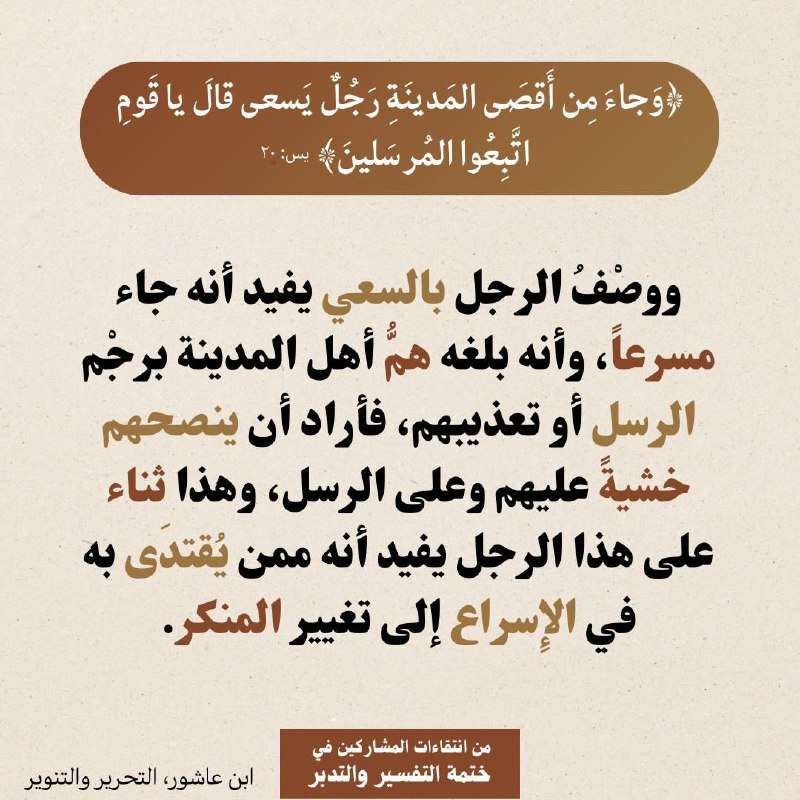 ﴿وَجاءَ مِن أَقصَى المَدينَةِ رَجُلٌ يَسعى قالَ يا قَومِ
اتَّبِعُوا المُرسَلينَ﴾ يس: ٢٠
ووصْفُ الرجل بالسعي يفيد أنه جاء
مسرعاً، وأنه بلغه همُّ أهل المدينة برجْم
الرسل أو تعذيبهم، فأراد أن ينصحهم
خشيةً عليهم وعلى الرسل، وهذا ثناء
على هذا الرجل يفيد أنه ممن يُقتدَى به
في الإِسراع إلى تغيير المنكر.
من انتقاءات المشاركين في
ختمة التفسير والتدبر
ابن عاشور، التحرير والتنوير